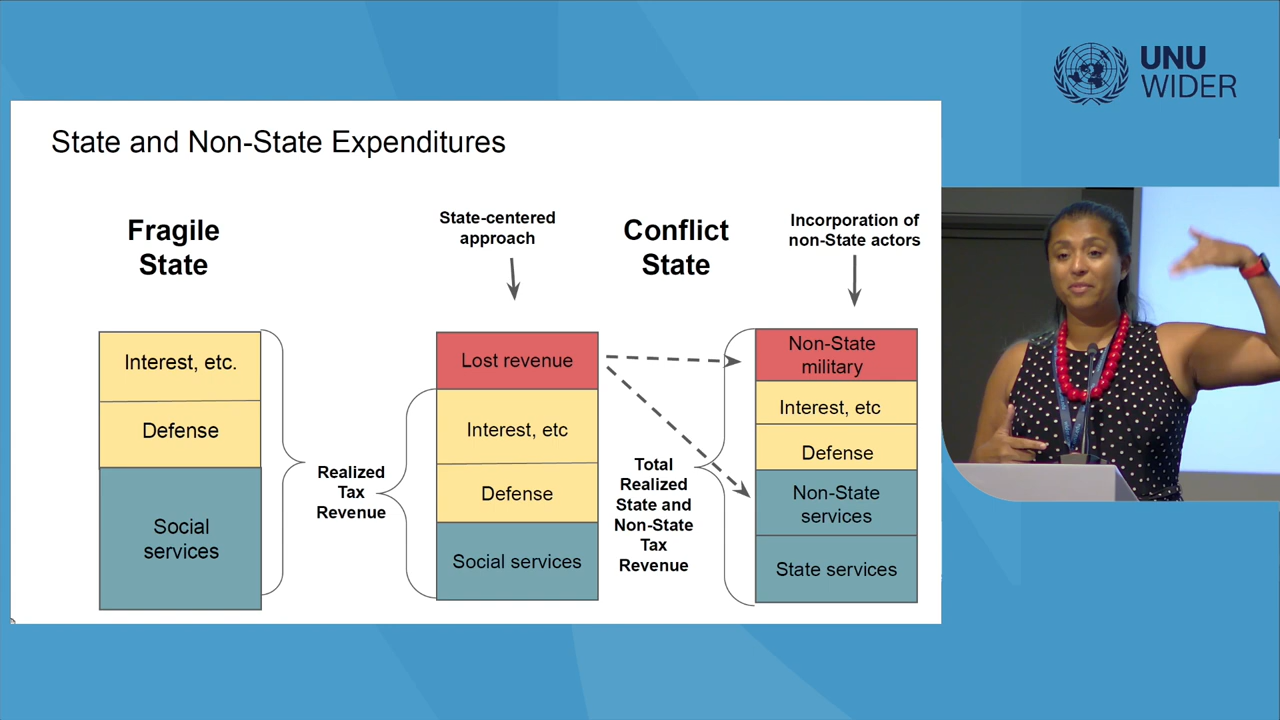 UNU
WIDER
State and Non-State Expenditures
Fragile
State
State-centered
approach
Conflict
State
Incorporation of
non-State actors
Interest, etc.
Defense
Social
services
Realized
Tax
Revenue
Lost revenue
Interest, etc
Defense
Social services
Total
Realized
State and
Non-State
Tax
Revenue
Non-State
military
Interest, etc
Defense
Non-State
services
State services